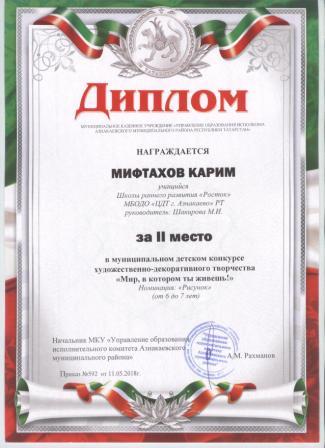 Диплом
МУНИЦИПАЛЬНОЕ КАЗЕННОЕ УЧРЕЖДЕНИЕ «УПРАВЛЕНИЕ ОБРАЗОВАНИЯ ИСПОЛКОМА
АЗНАКАЕВСКОГО МУНИЦИПАЛЬНОГО РАЙОНА РЕСПУБЛИКИ ТАТАРСТАН»
НАГРАЖДАЕТСЯ
МИФТАХОВ КАРИМ
учащийся
Школы раннего развития «Росток»
МБОДО «ЦДТ г. Азнакаево» РТ
руководитель: Шакирова М.И.
за II место
в муниципальном детском конкурсе
художественно-декоративного творчества
«Мир, в котором ты живешь!»
Номинация: «Рисунок»
(от 6 до 7 лет)
Начальник МКУ «Управление образования
исполнительного комитета Азнакаевского
муниципального района»
А.М. Рахманов
Приказ №592 от 11.05.2018г.